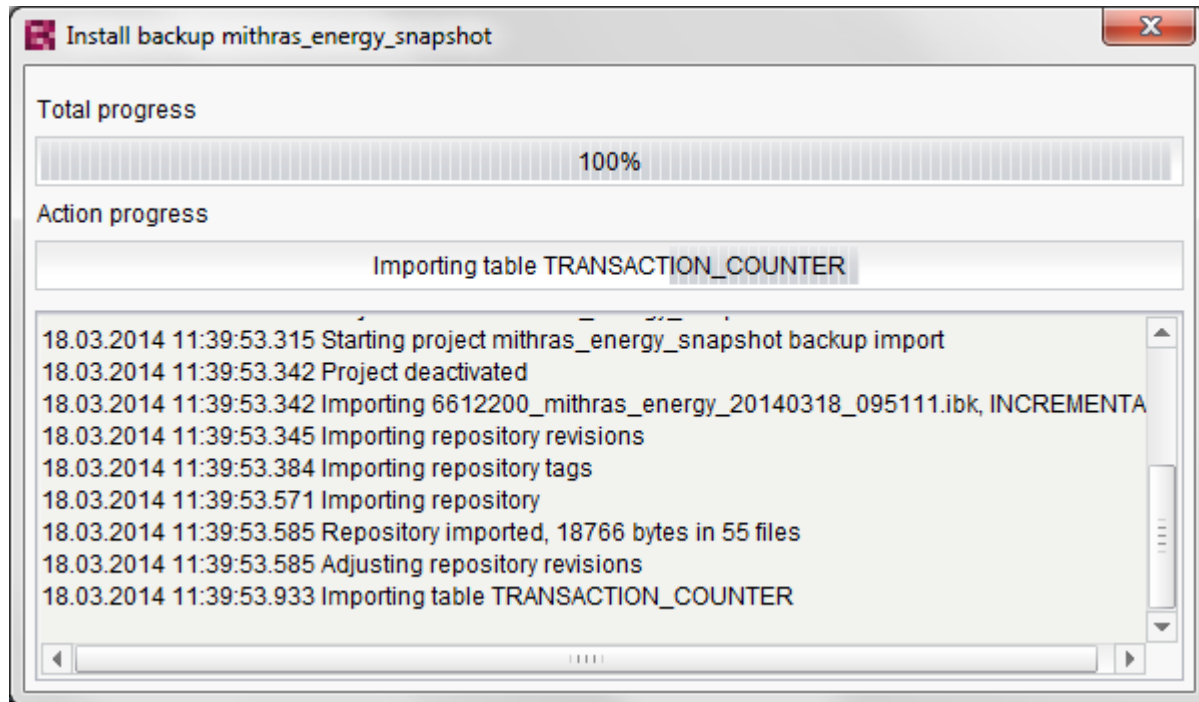 Install backup mithras_energy_snapshot
Total progress
100%
Action progress
Importing table TRANSACTION_COUNTER
18.03.2014 11:39:53.315 Starting project mithras_energy_snapshot backup import
18.03.2014 11:39:53.342 Project deactivated
18.03.2014 11:39:53.342 Importing 6612200_mithras_energy_20140318_095111.ibk, INCREMENTA
18.03.2014 11:39:53.345 Importing repository revisions
18.03.2014 11:39:53.384 Importing repository tags
18.03.2014 11:39:53.571 Importing repository
18.03.2014 11:39:53.585 Repository imported, 18766 bytes in 55 files
18.03.2014 11:39:53.585 Adjusting repository revisions
18.03.2014 11:39:53.933 Importing table TRANSACTION_COUNTER